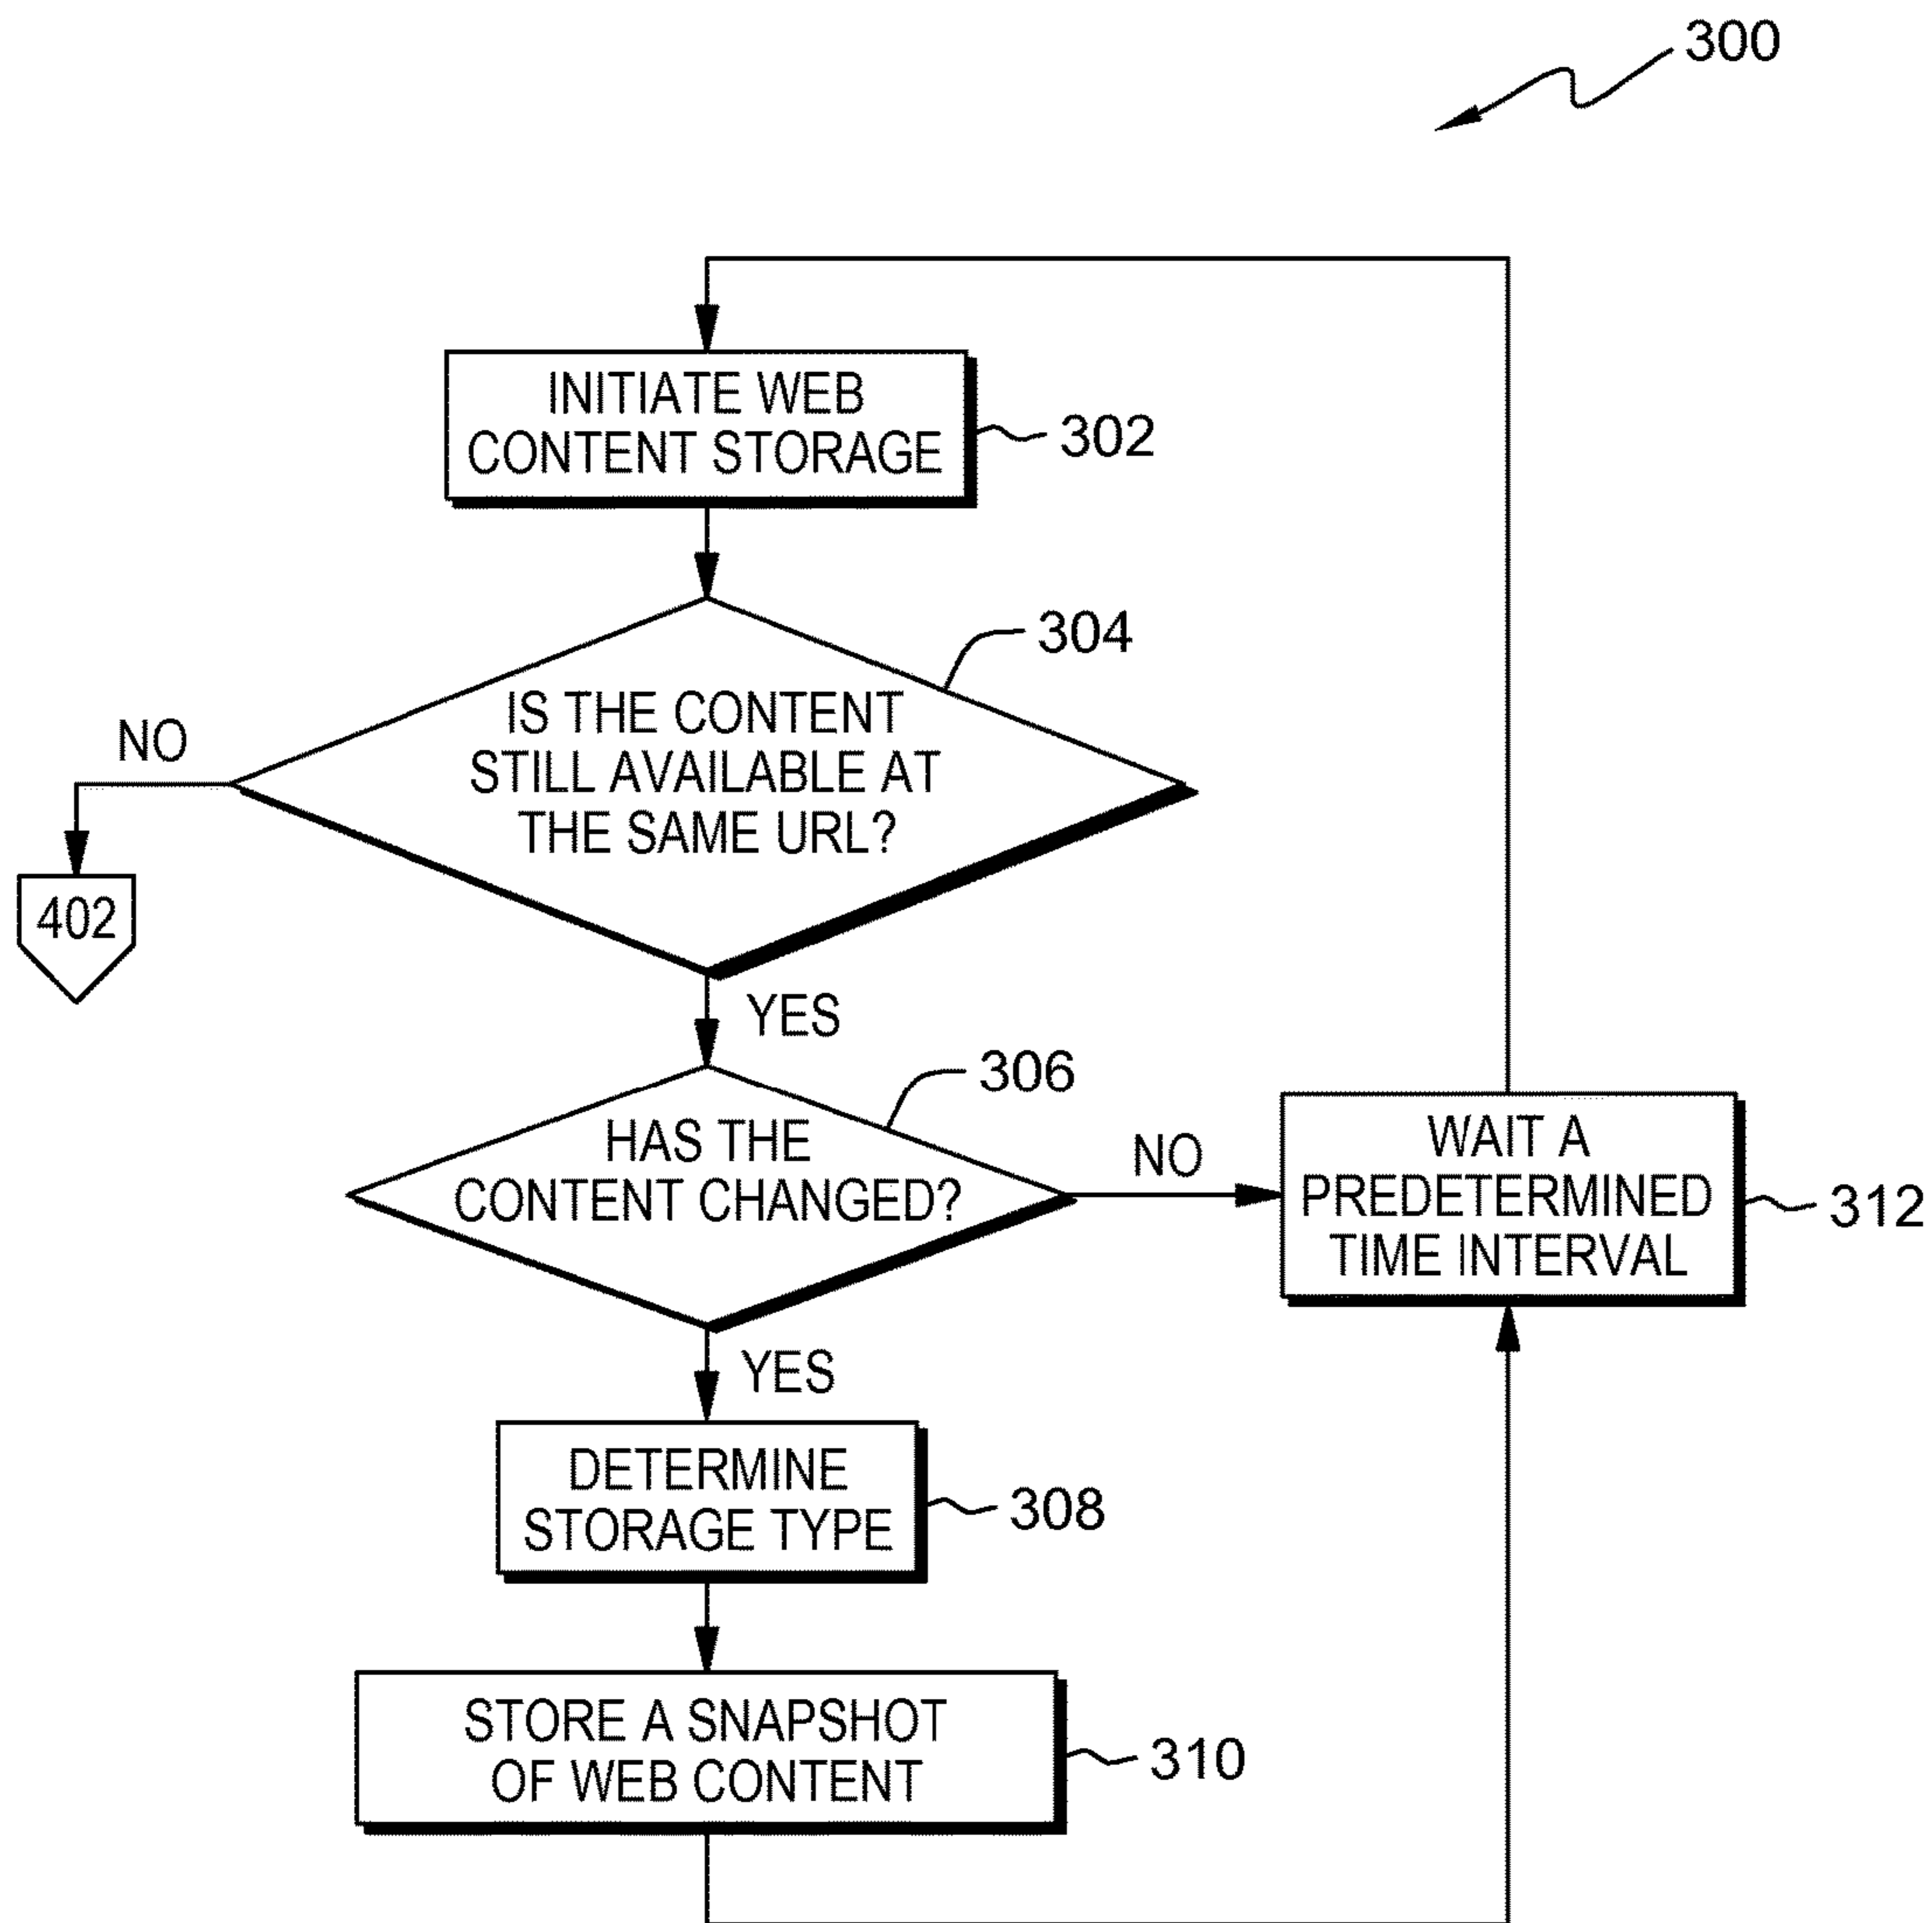 300
INITIATE WEB
CONTENT STORAGE
302
304
IS THE CONTENT
STILL AVAILABLE AT
THE SAME URL?
NO
402
YES
306
HAS THE
CONTENT CHANGED?
NO
WAIT A
PREDETERMINED
TIME INTERVAL
312
YES
DETERMINE
STORAGE TYPE
308
STORE A SNAPSHOT
OF WEB CONTENT
310